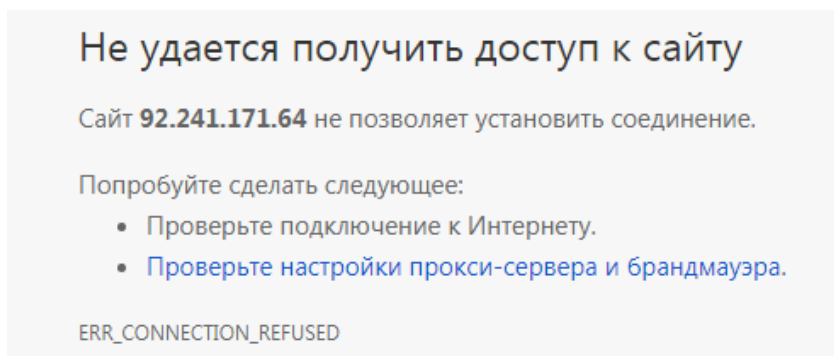 Не удается получить доступ к сайту
Сайт 92.241.171.64 не позволяет установить соединение.
Попробуйте сделать следующее:
• Проверьте подключение к Интернету.
• Проверьте настройки прокси-сервера и брандмауэра.
ERR_CONNECTION_REFUSED